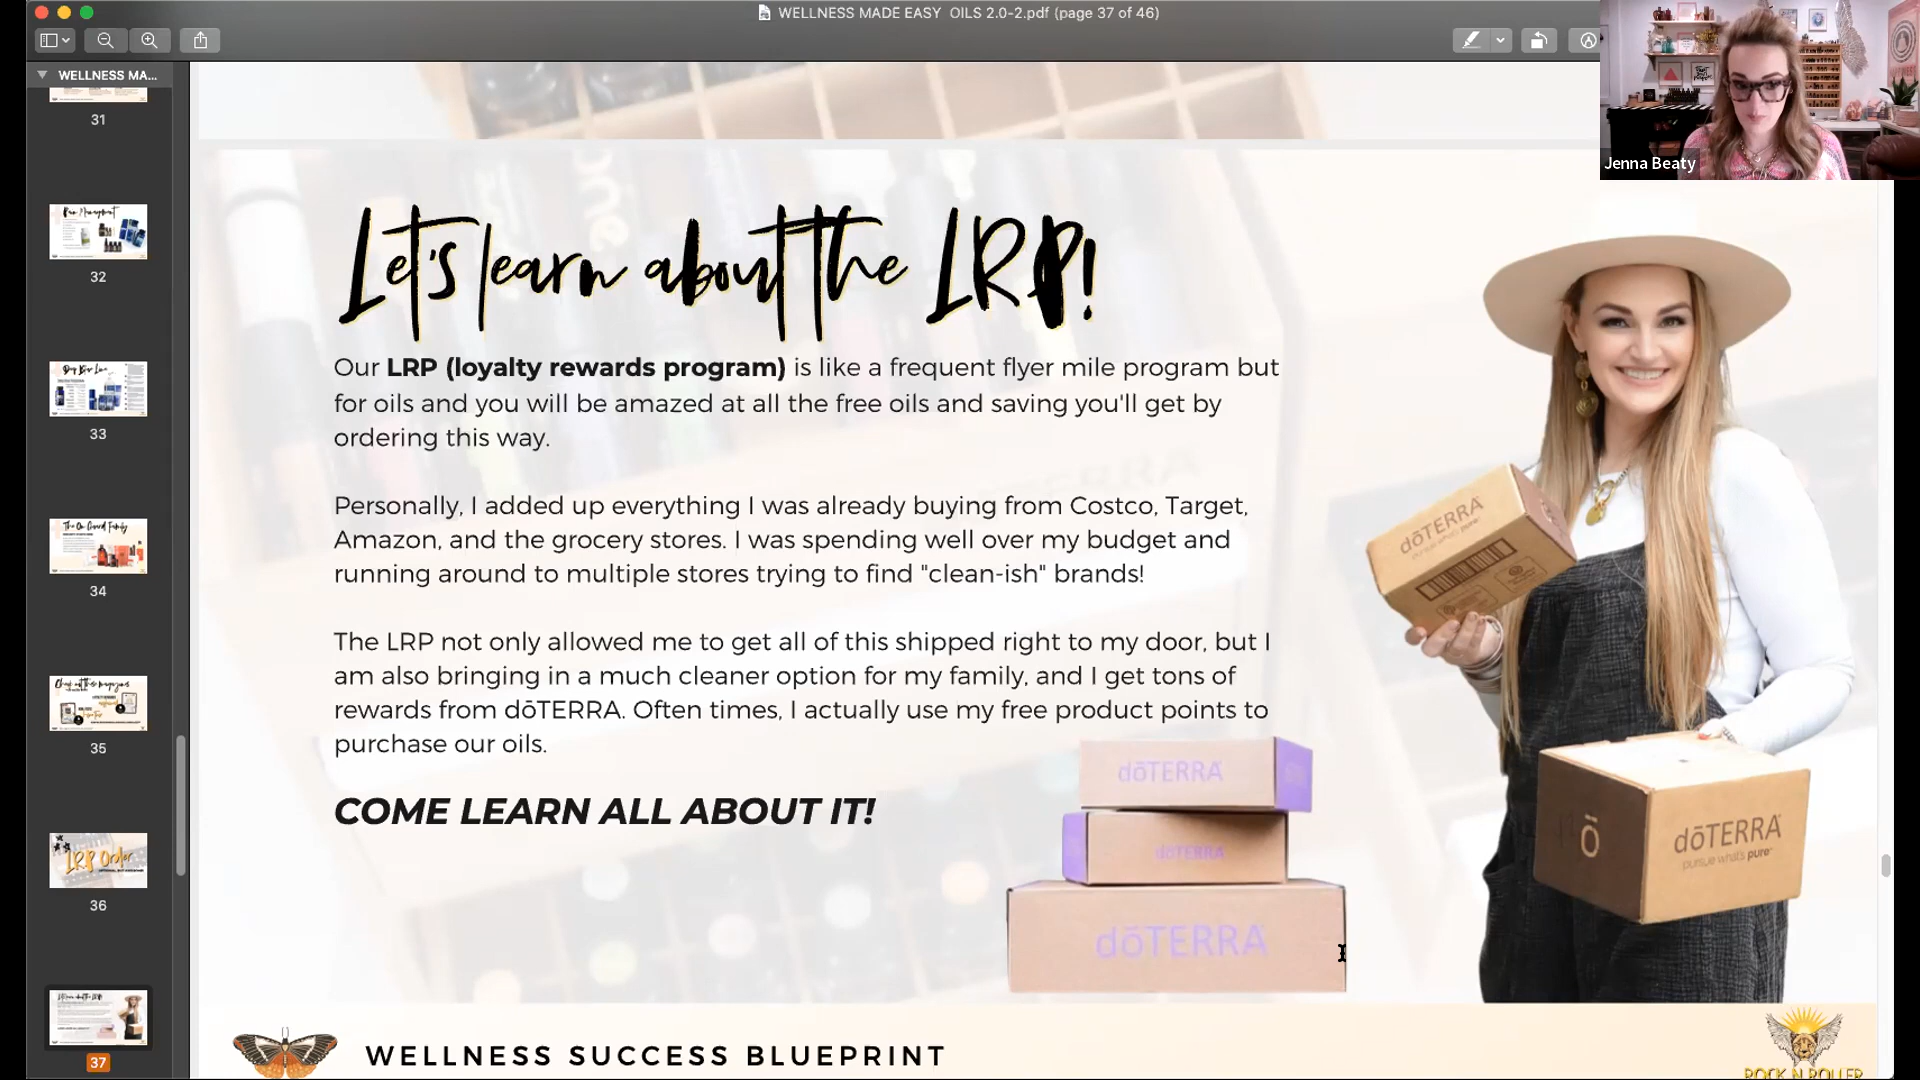 WELLNESS MADE EASY OILS 2.0-2.pdf (page 37 of 46)
WELLNESS MA...
31
32
33
34
35
36
37
Jenna Beaty
Let's learn about the LRP!
Our LRP (loyalty rewards program) is like a frequent flyer mile program but
for oils and you will be amazed at all the free oils and saving you'll get by
ordering this way.
Personally, I added up everything I was already buying from Costco, Target,
Amazon, and the grocery stores. I was spending well over my budget and
running around to multiple stores trying to find "clean-ish" brands!
The LRP not only allowed me to get all of this shipped right to my door, but I
am also bringing in a much cleaner option for my family, and I get tons of
rewards from dōTERRA. Often times, I actually use my free product points to
purchase our oils.
COME LEARN ALL ABOUT IT!
dōTERRA
dōTERRA
dōTERRA
dōTERRA
ō
dōTERRA
pursue what's pure
WELLNESS SUCCESS BLUEPRINT
ROCK N ROLLER